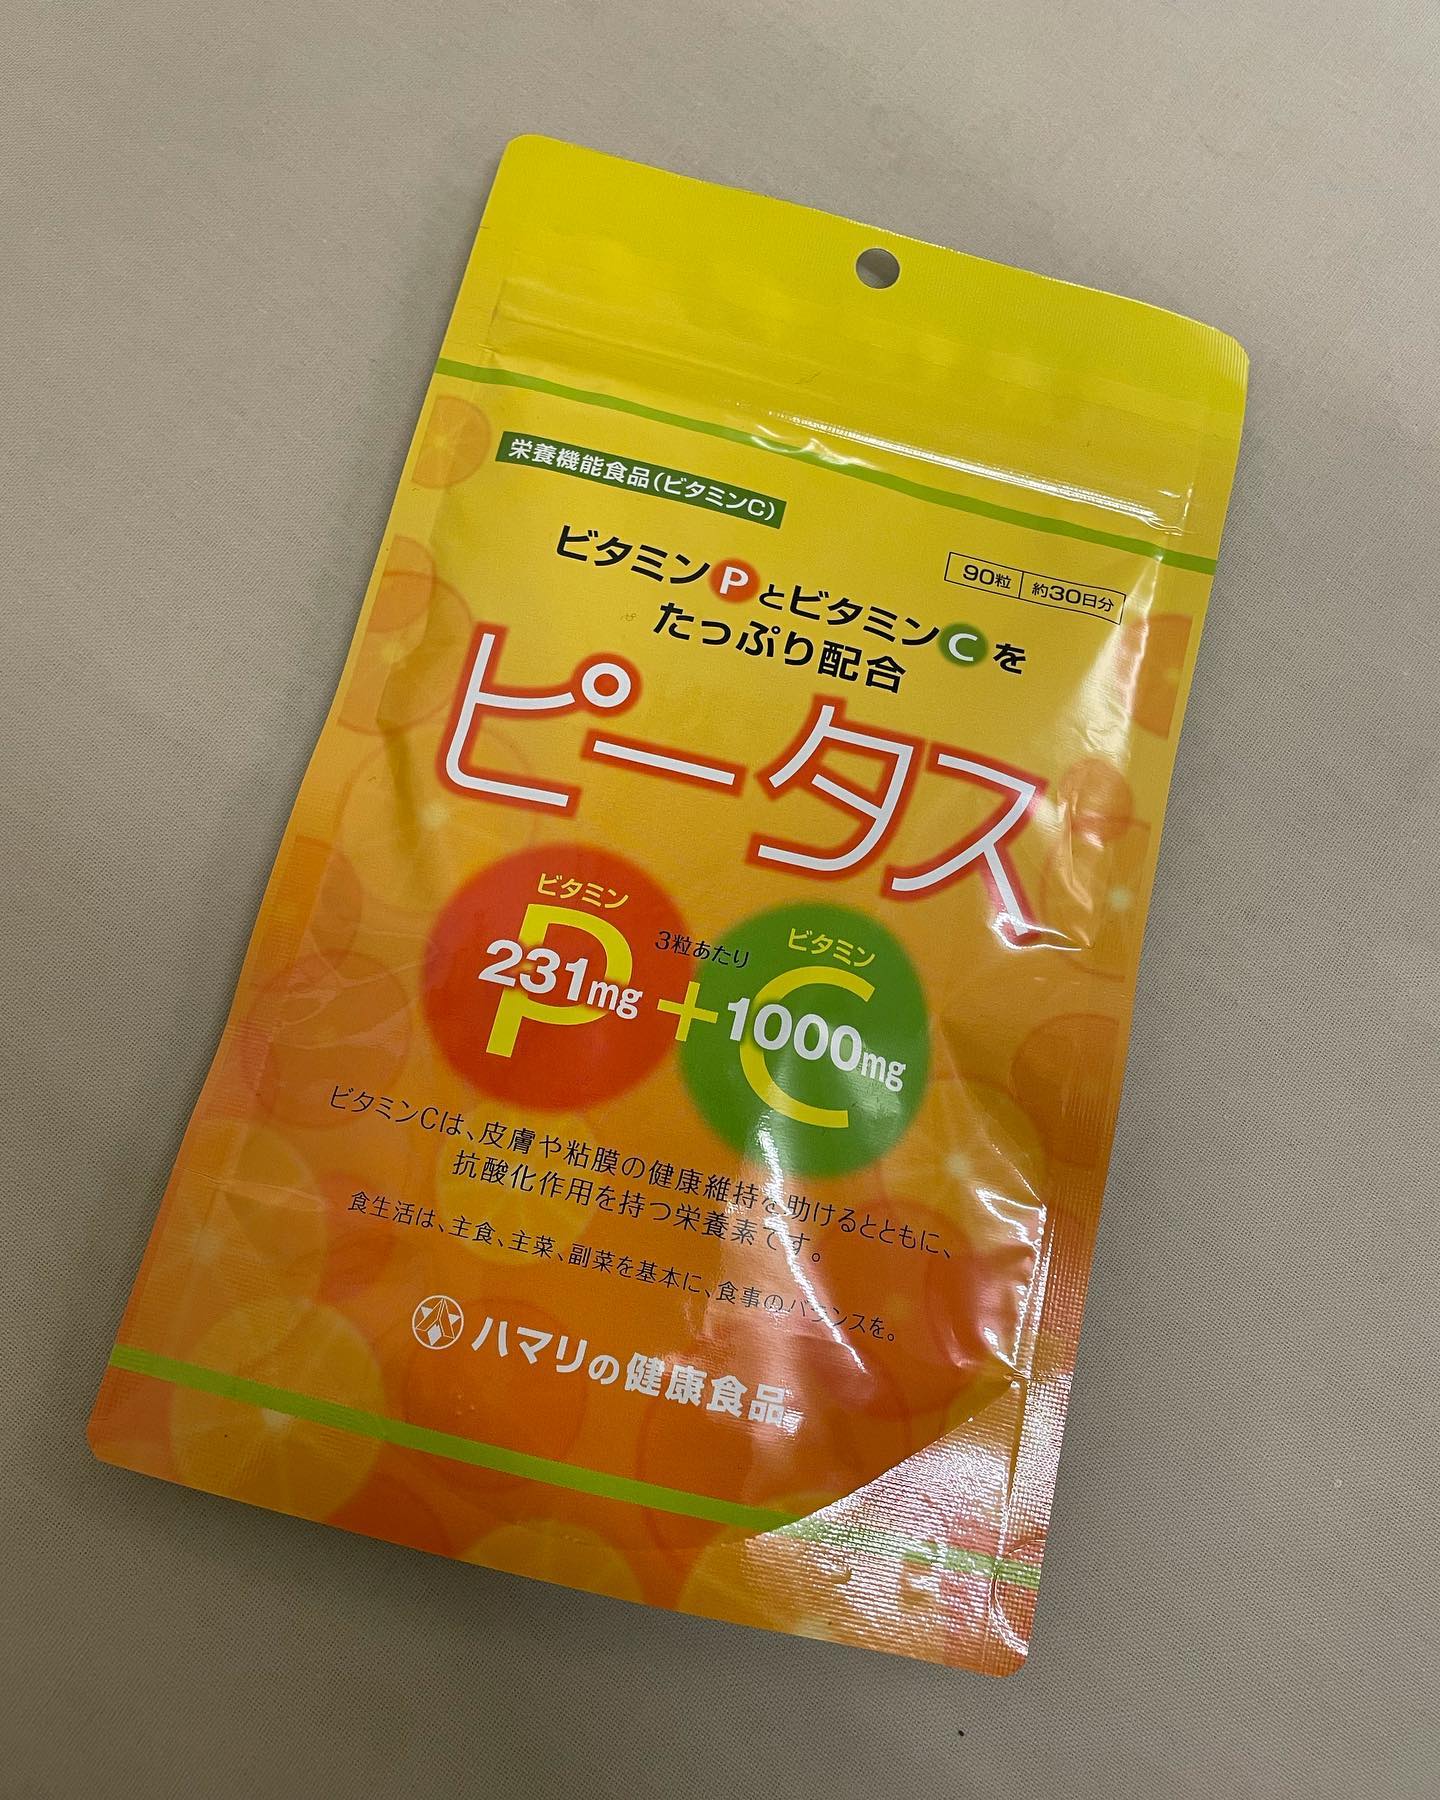 栄養機能食品(ビタミンC)
90粒 約30日分
ビタミンPとビタミンCを
たっぷり配合
ピータス
ビタミン
P
231mg
3粒あたり
+
ビタミン
C
1000mg
ビタミンCは、皮膚や粘膜の健康維持を助けるとともに、
抗酸化作用を持つ栄養素です。
食生活は、主食、主菜、副菜を基本に、食事のバランスを。
ハマリの健康食品